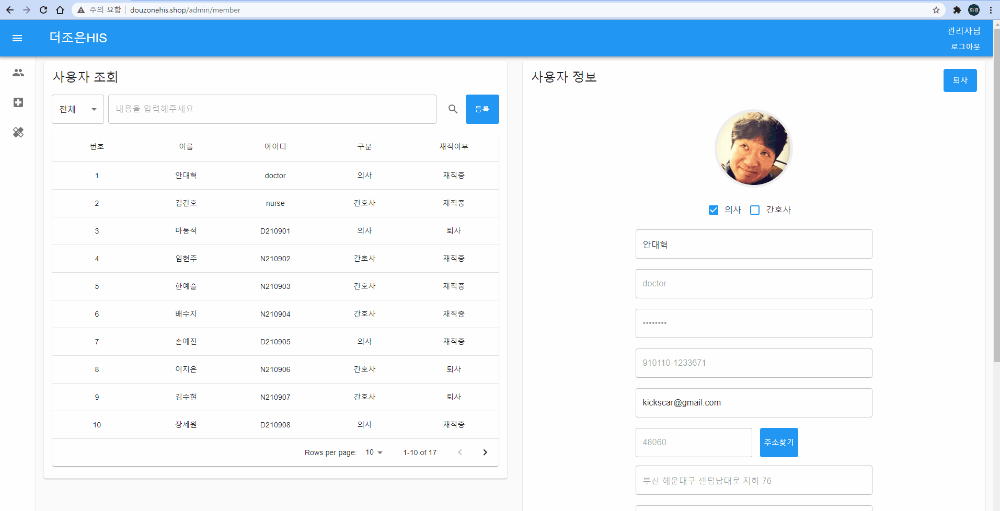 주의 요함 | douzonehis.shop/admin/member
희경
더조은HIS
관리자님
로그아웃
사용자 조회
전체
내용을 입력해주세요
등록
번호 이름 아이디 구분 재직여부
1 안대혁 doctor 의사 재직중
2 김간호 nurse 간호사 재직중
3 마동석 D210901 의사 퇴사
4 임현주 N210902 간호사 재직중
5 한예슬 N210903 간호사 재직중
6 배수지 N210904 간호사 재직중
7 손예진 D210905 의사 재직중
8 이지은 N210906 간호사 퇴사
9 김수현 N210907 간호사 퇴사
10 장세원 D210908 의사 재직중
Rows per page: 10 1-10 of 17
사용자 정보
퇴사
의사 간호사
안대혁
doctor
••••••••
910110-1233671
kickscar@gmail.com
48060
주소찾기
부산 해운대구 센텀남대로 지하 76